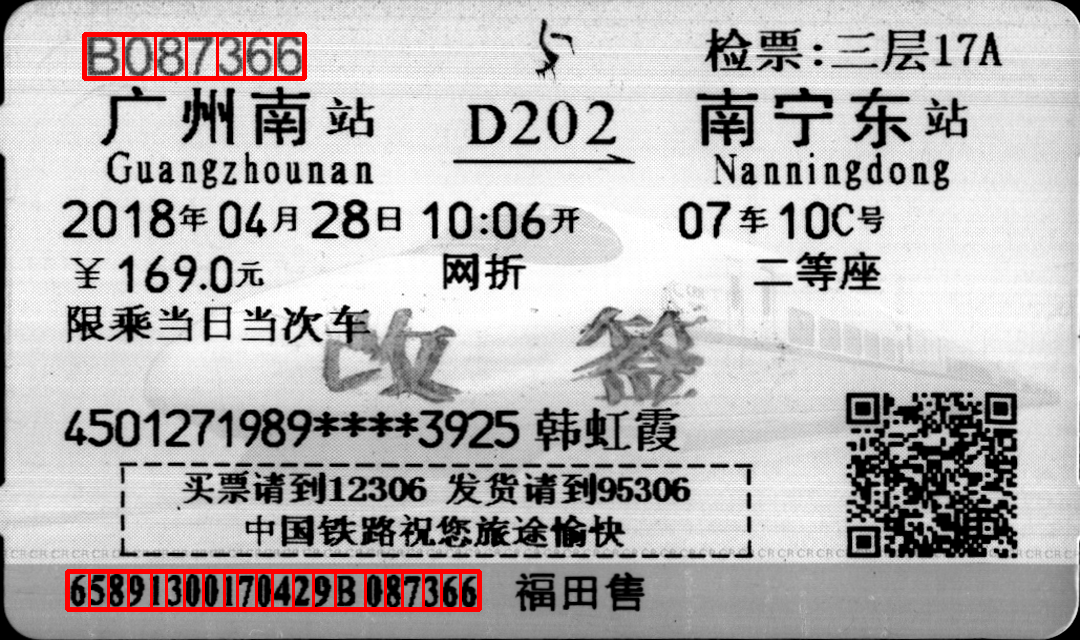 B087366
检票:三层17A
广州南站 D202 南宁东站
Guangzhounan Nanningdong
2018年04月28日 10:06开 07车10C号
￥169.0元 网折 二等座
限乘当日当次车
改签
4501271989****3925 韩虹霞
买票请到12306 发货请到95306
中国铁路祝您旅途愉快
65891300170429B087366 福田售